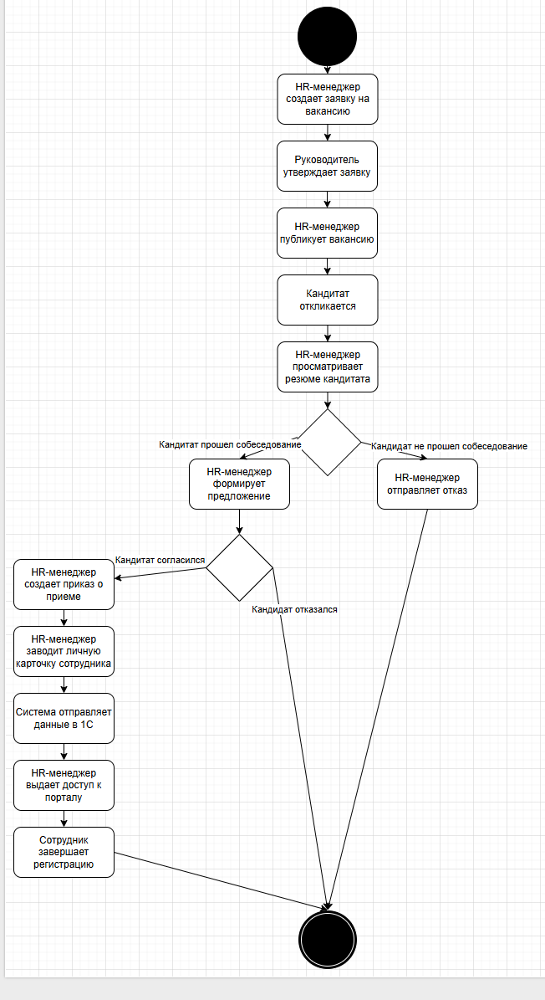 HR-менеджер
создает заявку на
вакансию
Руководитель
утверждает заявку
HR-менеджер
публикует вакансию
Кандитат
откликается
HR-менеджер
просматривает
резюме кандитата
Кандитат прошел собеседование
Кандидат не прошел собеседование
HR-менеджер
формирует
предложение
HR-менеджер
отправляет отказ
Кандитат согласился
Кандидат отказался
HR-менеджер
создает приказ о
приеме
HR-менеджер
заводит личную
карточку сотрудника
Система отправляет
данные в 1С
HR-менеджер
выдает доступ к
порталу
Сотрудник
завершает
регистрацию